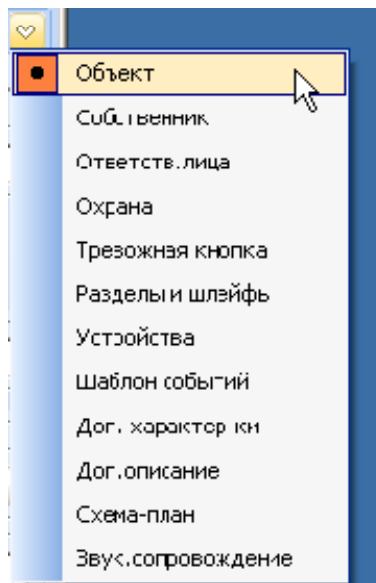 Объект
Собственник
Ответств.лица
Охрана
Тревожная кнопка
Разделы и шлейфы
Устройства
Шаблон событий
Доп. характер-ки
Доп.описание
Схема-план
Звук.сопровождение